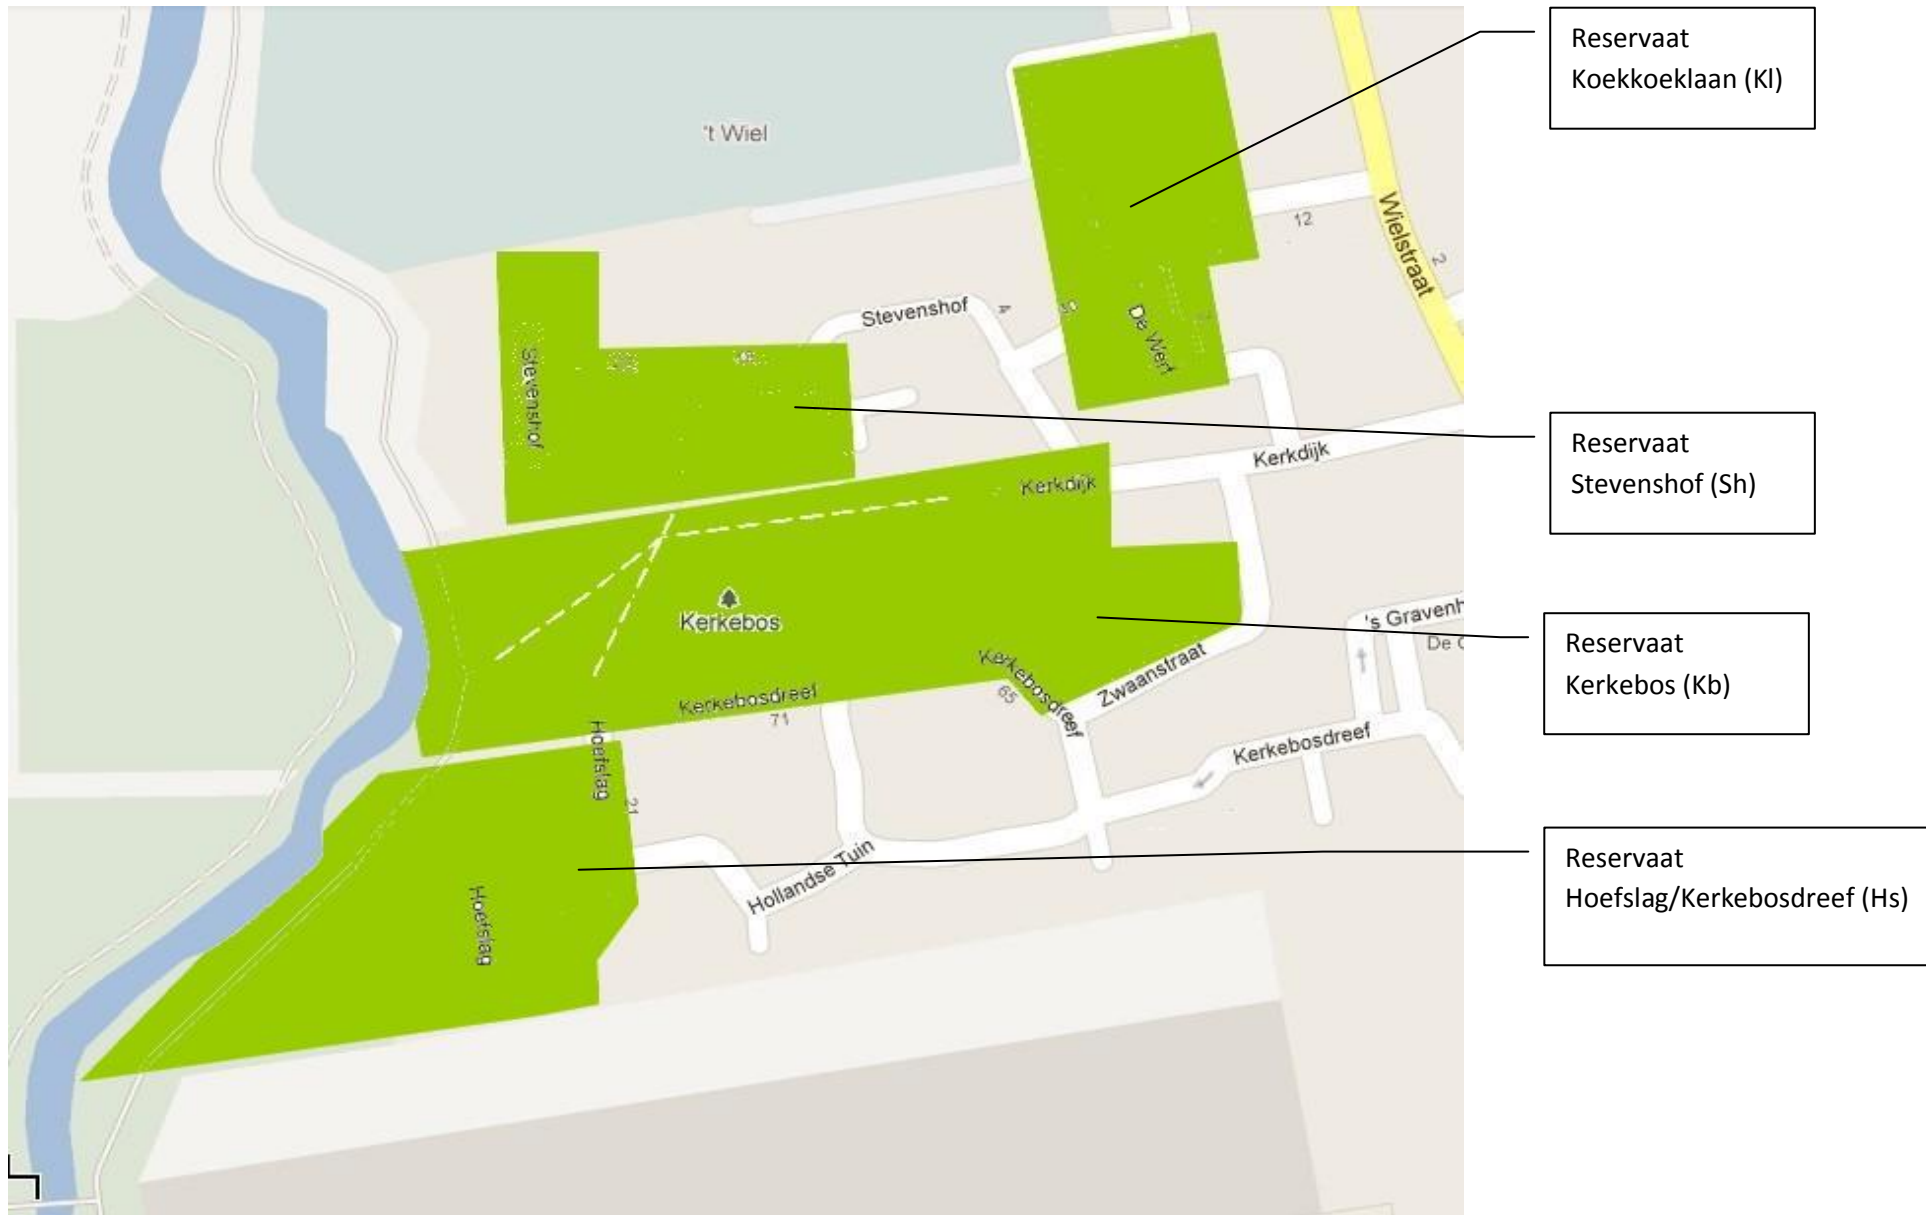 Reservaat
Koekkoeklaan (Kl)
't Wiel
12
Wielstraat
2
Stevenshof
4
De Werf
Stevenshof
Reservaat
Stevenshof (Sh)
Kerkdijk
Kerkdijk
Kerkebos
's Gravenh
De
Reservaat
Kerkebos (Kb)
Kerkebosdreef
65
Zwaanstraat
Kerkebosdreef
71
Hoefslag
21
Kerkebosdreef
Hollandse Tuin
Hoefslag
Reservaat
Hoefslag/Kerkebosdreef (Hs)